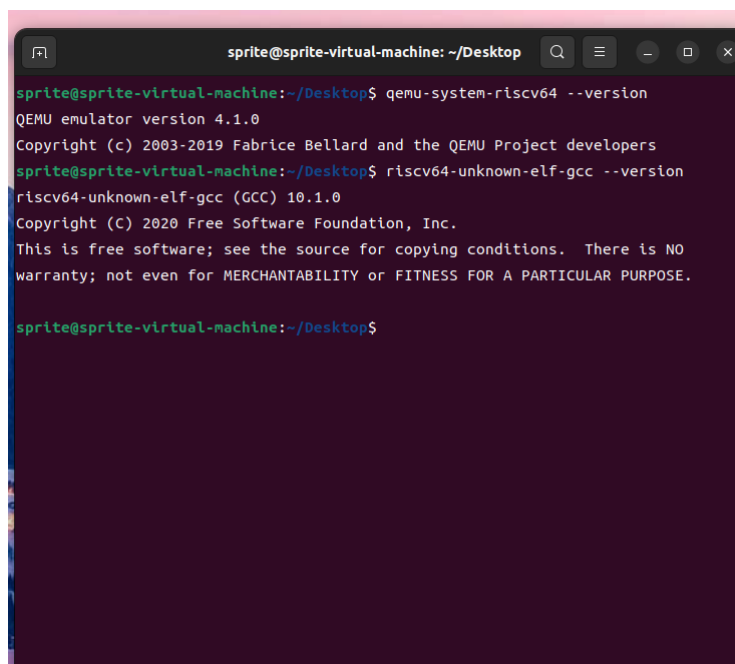 sprite@sprite-virtual-machine: ~/Desktop
sprite@sprite-virtual-machine:~/Desktop$ qemu-system-riscv64 --version
QEMU emulator version 4.1.0
Copyright (c) 2003-2019 Fabrice Bellard and the QEMU Project developers
sprite@sprite-virtual-machine:~/Desktop$ riscv64-unknown-elf-gcc --version
riscv64-unknown-elf-gcc (GCC) 10.1.0
Copyright (C) 2020 Free Software Foundation, Inc.
This is free software; see the source for copying conditions.  There is NO
warranty; not even for MERCHANTABILITY or FITNESS FOR A PARTICULAR PURPOSE.
sprite@sprite-virtual-machine:~/Desktop$